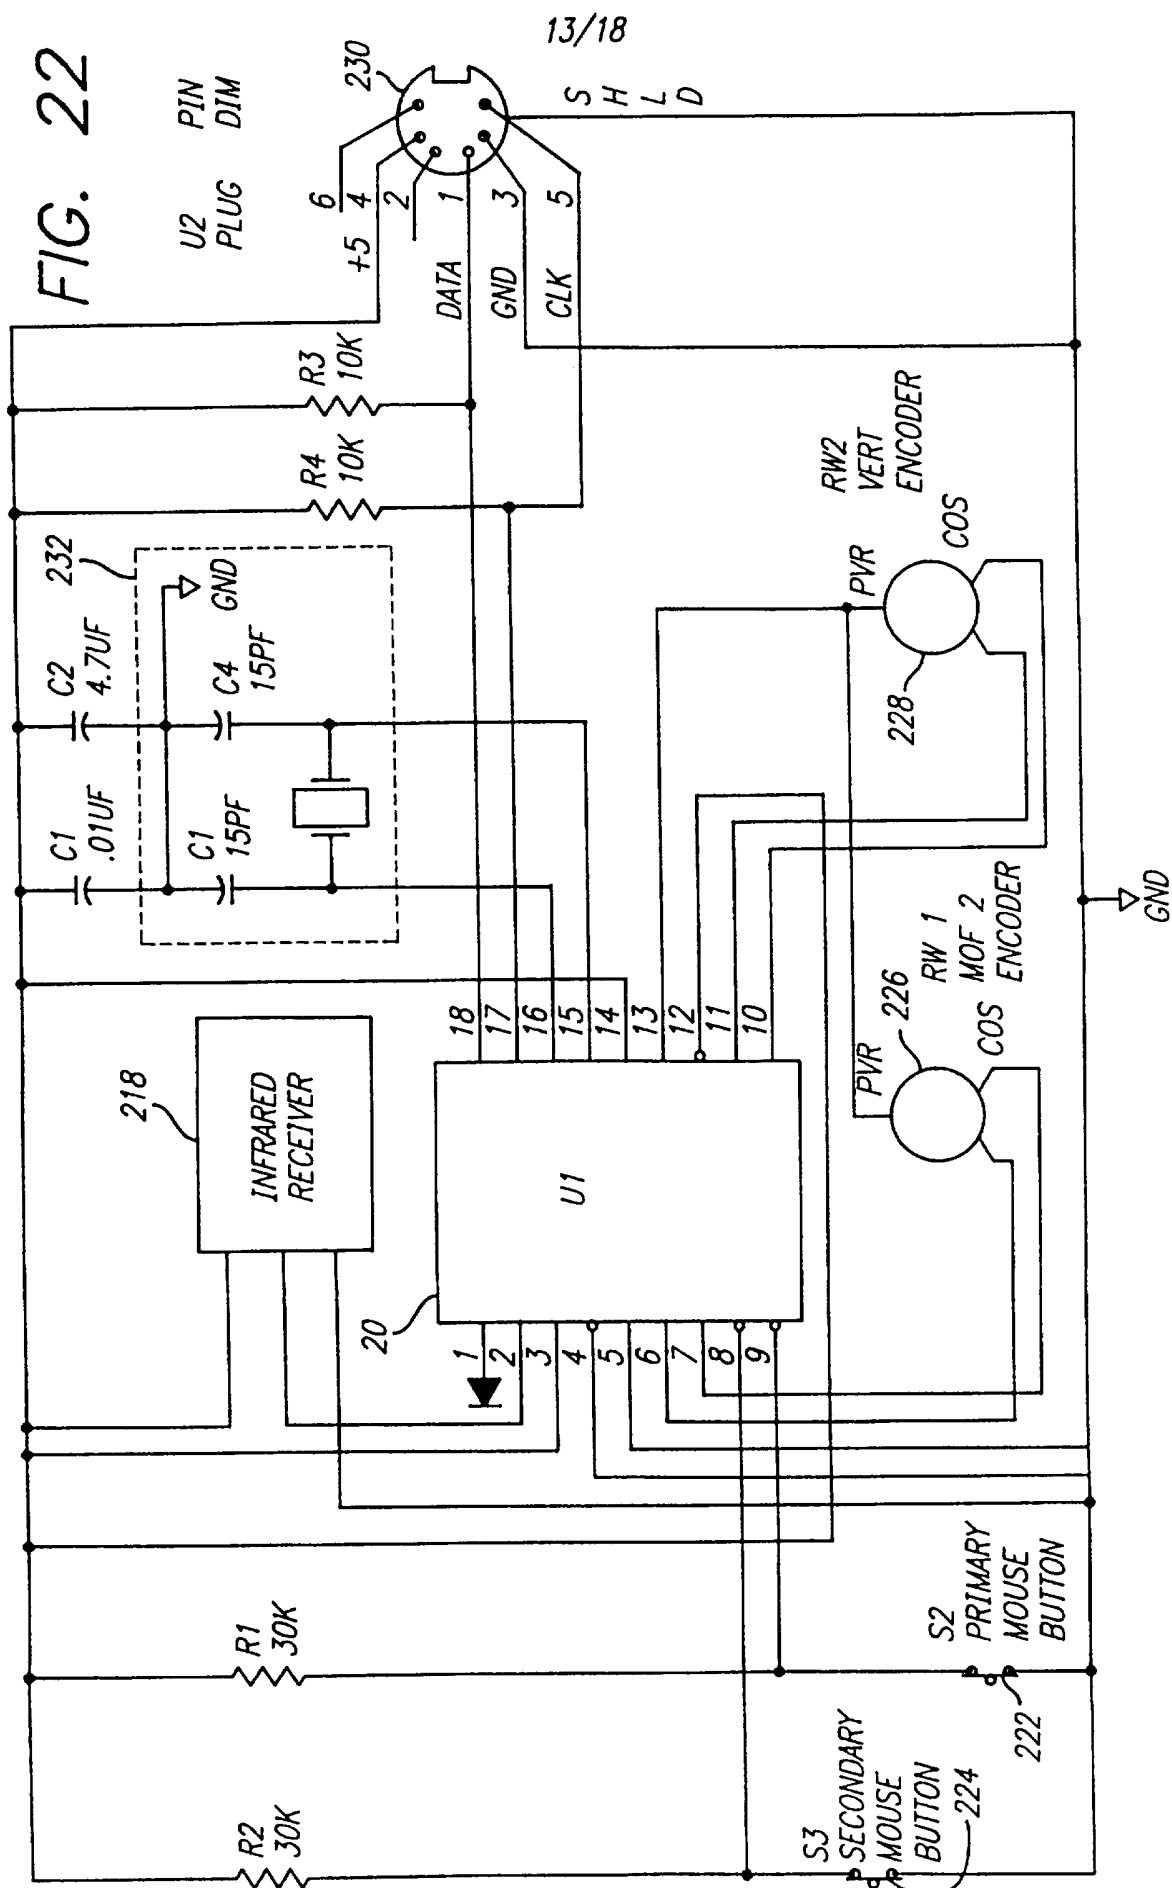 13/18
FIG. 22
U2 PIN
PLUG DIM
230
S
H
L
D
6
4
+5
2
1
DATA
3
GND
5
CLK
R3
10K
R4
10K
232
C2
4.7UF
GND
C4
15PF
C1
.01UF
C1
15PF
218
INFRARED
RECEIVER
20
U1
18
17
16
15
14
13
12
11
10
1
2
3
4
5
6
7
8
9
RW2
VERT
ENCODER
PVR
COS
228
RW 1
MOF 2
ENCODER
226
PVR
COS
GND
R1
30K
R2
30K
S2
PRIMARY
MOUSE
BUTTON
222
S3
SECONDARY
MOUSE
BUTTON
224